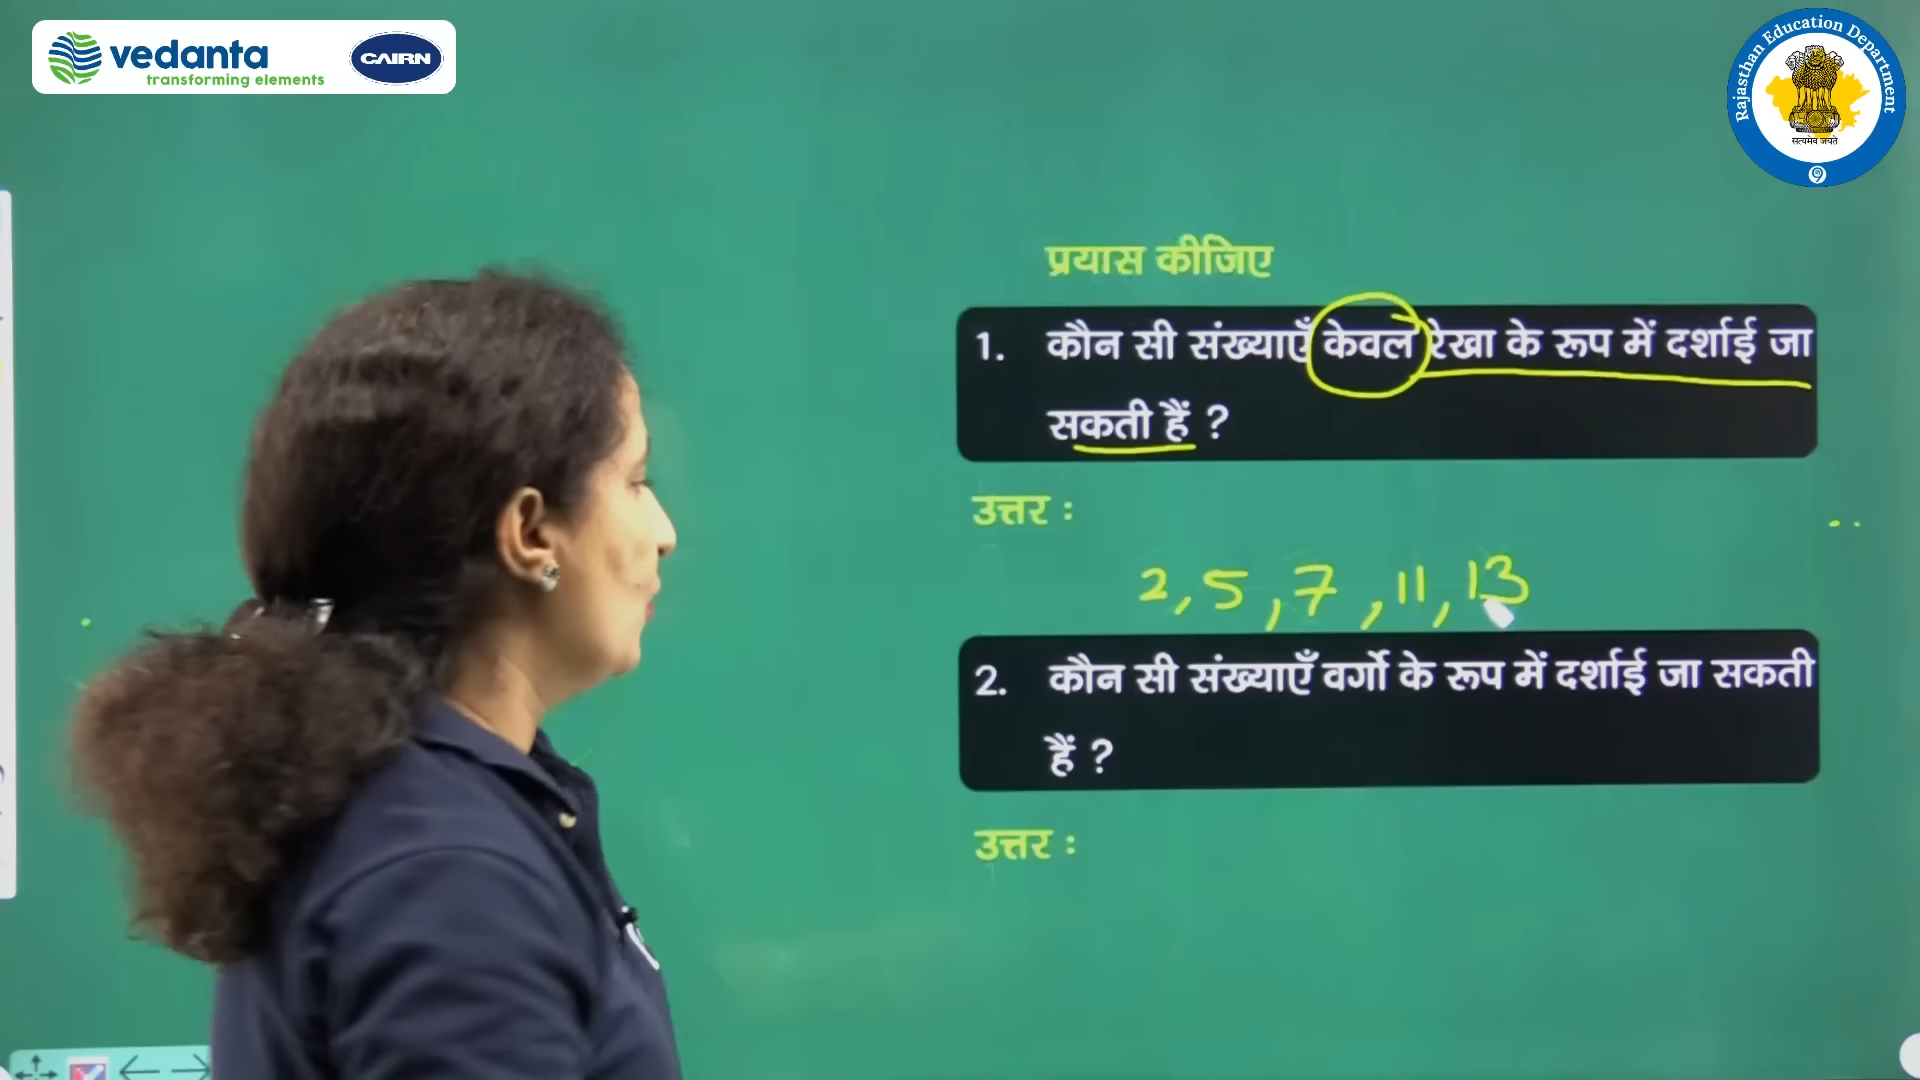 vedanta
transforming elements
CAIRN
Rajasthan Education Department
सत्यमेव जयते
प्रयास कीजिए
1. कौन सी संख्याएँ केवल रेखा के रूप में दर्शाई जा
सकती हैं ?
उत्तर :
2, 5, 7, 11, 13
2. कौन सी संख्याएँ वर्गो के रूप में दर्शाई जा सकती
हैं ?
उत्तर :